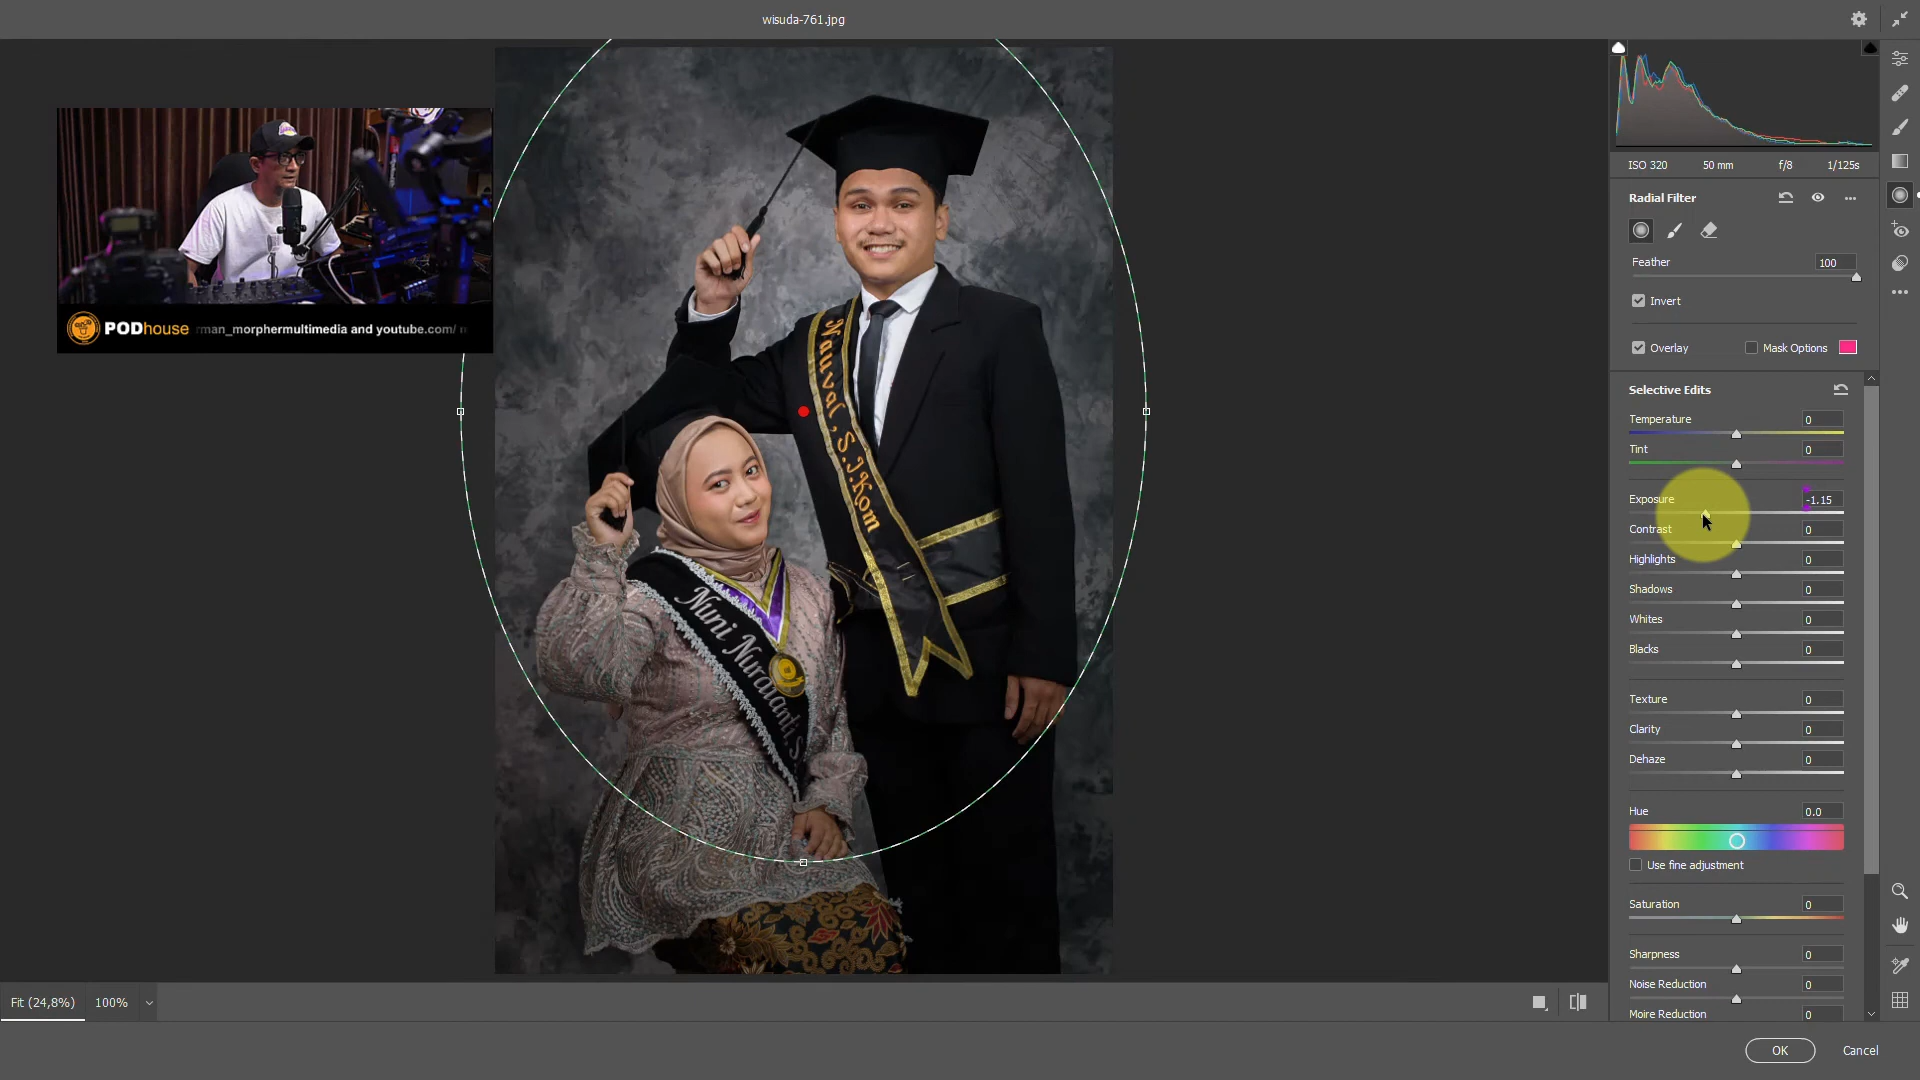 wisuda-761.jpg
PODhouse rman_morphermultimedia and youtube.com/
Nauval, S.I.Kom
Nuni Nurdianti, S.
ISO 320 50 mm f/8 1/125s
Radial Filter
Feather 100
Invert
Overlay Mask Options
Selective Edits
Temperature 0
Tint 0
Exposure -1.15
Contrast 0
Highlights 0
Shadows 0
Whites 0
Blacks 0
Texture 0
Clarity 0
Dehaze 0
Hue 0.0
Use fine adjustment
Saturation 0
Sharpness 0
Noise Reduction 0
Moire Reduction 0
Fit (24,8%) 100%
OK Cancel